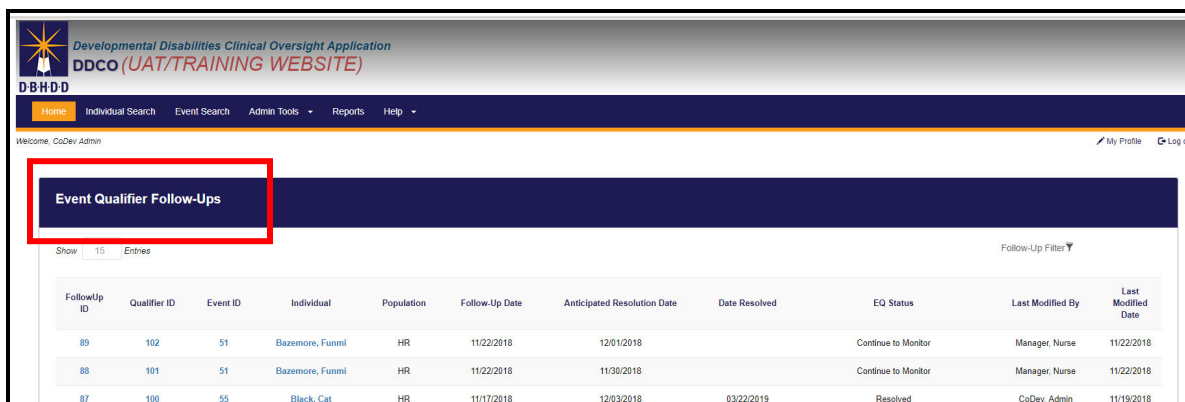 Developmental Disabilities Clinical Oversight Application
DDCO (UAT/TRAINING WEBSITE)
D·B·H·D·D
Home Individual Search Event Search Admin Tools Reports Help
Welcome, CoDev Admin My Profile Log
Event Qualifier Follow-Ups
Show 15 Entries Follow-Up Filter
FollowUp ID Qualifier ID Event ID Individual Population Follow-Up Date Anticipated Resolution Date Date Resolved EQ Status Last Modified By Last Modified Date
89 102 51 Bazemore, Funmi HR 11/22/2018 12/01/2018 Continue to Monitor Manager, Nurse 11/22/2018
88 101 51 Bazemore, Funmi HR 11/22/2018 11/30/2018 Continue to Monitor Manager, Nurse 11/22/2018
87 100 55 Black, Cat HR 11/17/2018 12/03/2018 03/22/2019 Resolved CoDev, Admin 11/19/2018